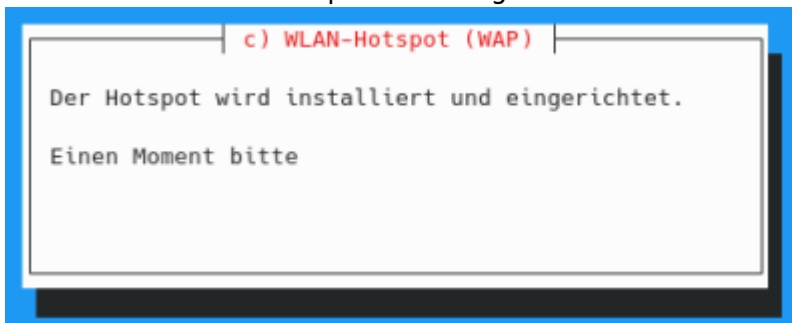 c) WLAN-Hotspot (WAP)
Der Hotspot wird installiert und eingerichtet.
Einen Moment bitte